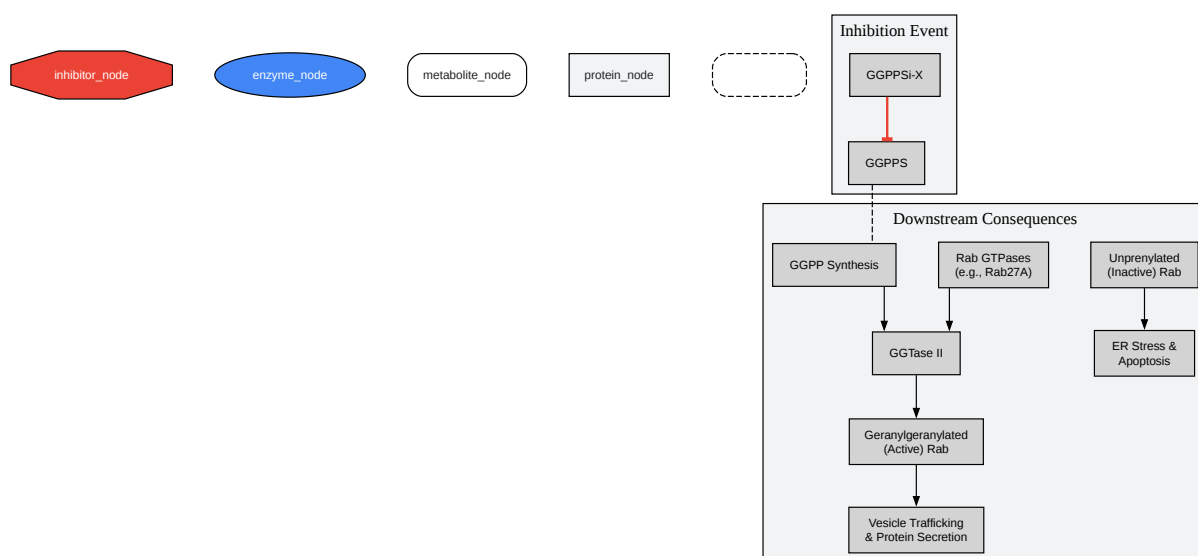 inhibitor_node
enzyme_node
metabolite_node
protein_node
Inhibition Event
GGPPSi-X
GGPPS
Downstream Consequences
GGPP Synthesis
Rab GTPases
(e.g., Rab27A)
Unprenylated
(Inactive) Rab
GGTase II
ER Stress &
Apoptosis
Geranylgeranylated
(Active) Rab
Vesicle Trafficking
& Protein Secretion